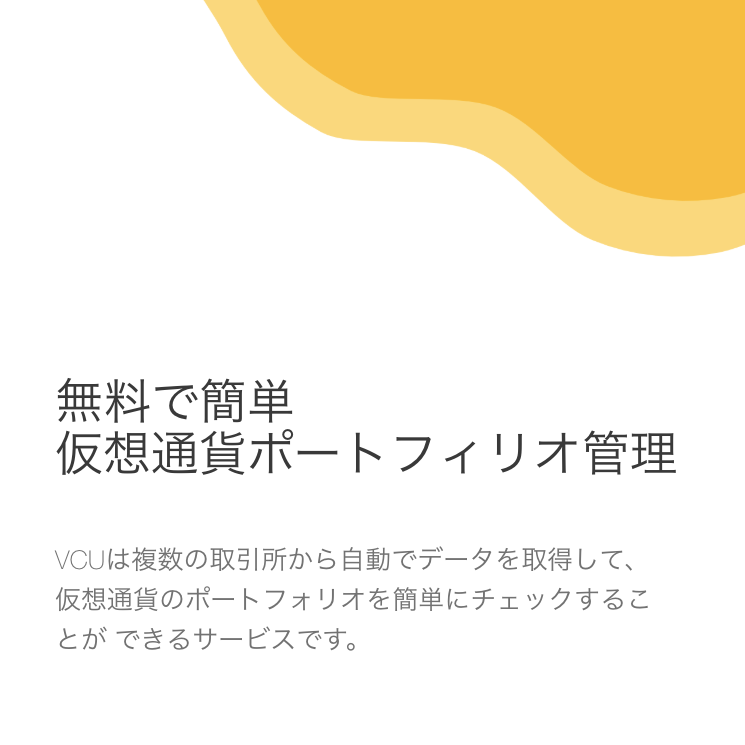 無料で簡単
仮想通貨ポートフィリオ管理
VCUは複数の取引所から自動でデータを取得して、
仮想通貨のポートフォリオを簡単にチェックするこ
とが できるサービスです。